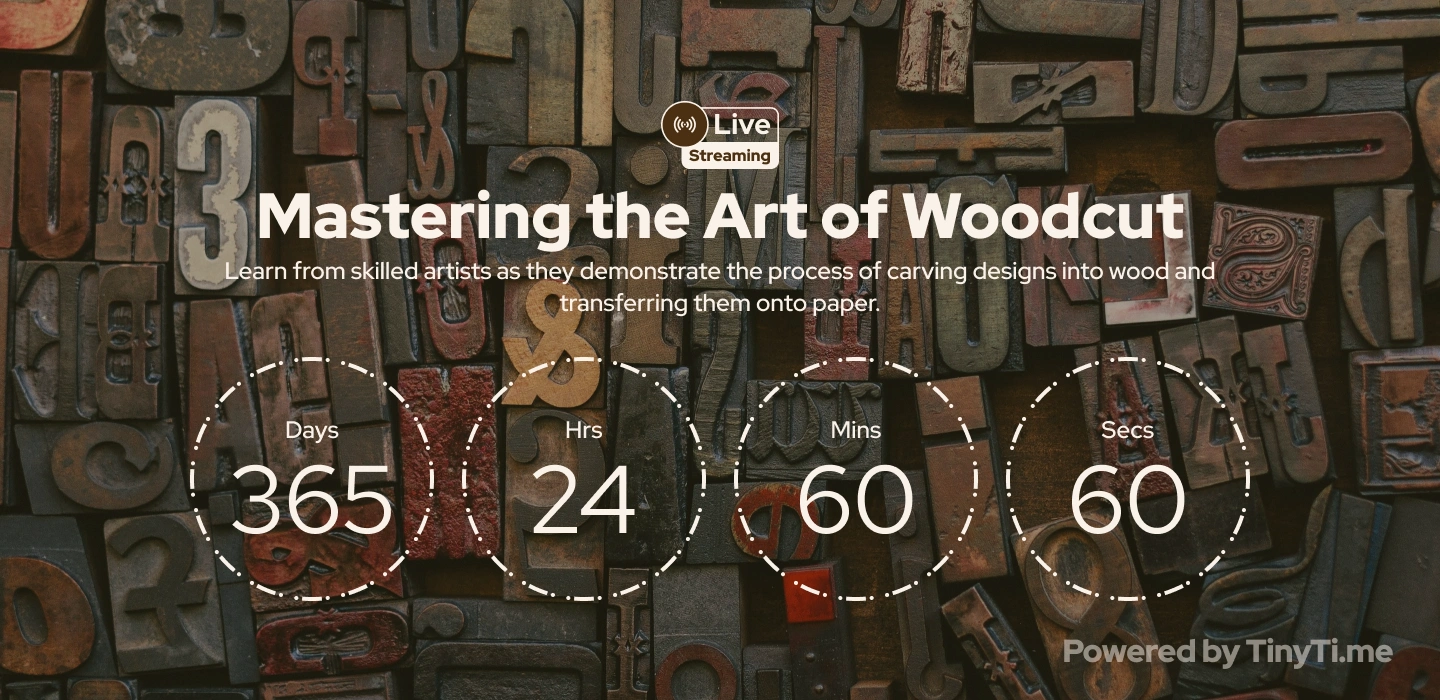 Live
Streaming
Mastering the Art of Woodcut
Learn from skilled artists as they demonstrate the process of carving designs into wood and
transferring them onto paper.
Days
365
Hrs
24
Mins
60
Secs
60
Powered by TinyTi.me